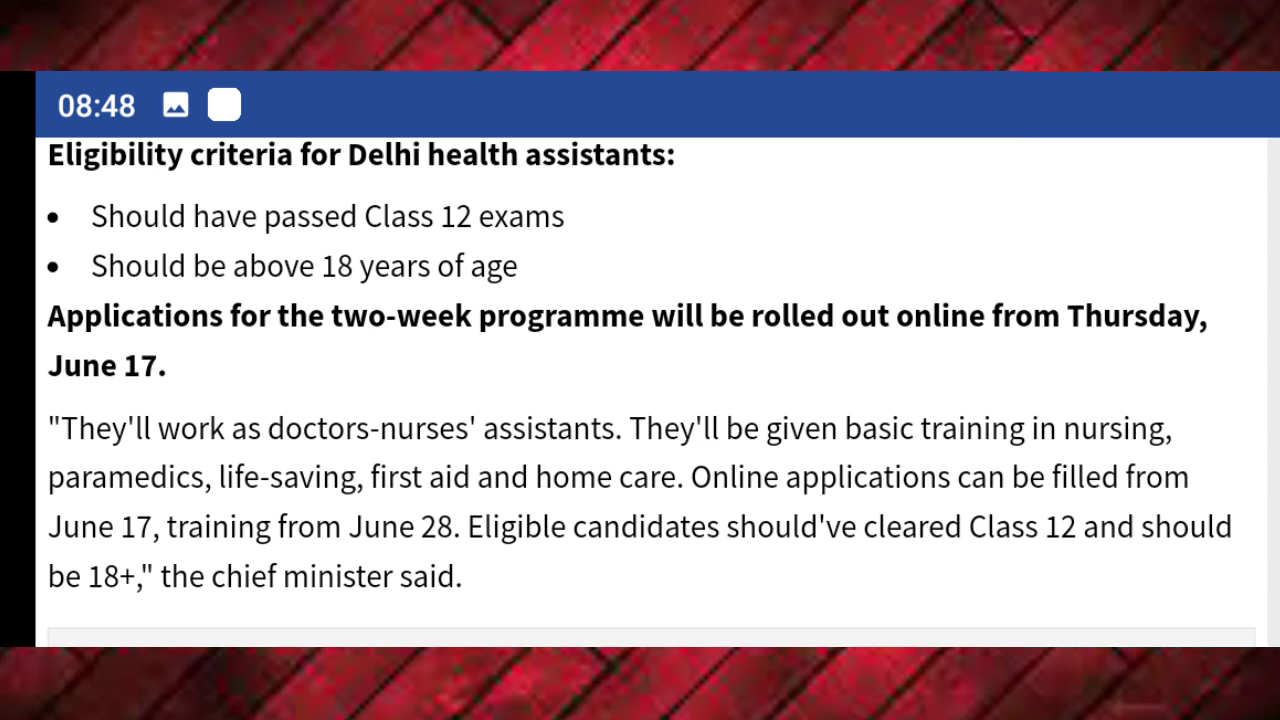 08:48
Eligibility criteria for Delhi health assistants:
• Should have passed Class 12 exams
• Should be above 18 years of age
Applications for the two-week programme will be rolled out online from Thursday,
June 17.
"They'll work as doctors-nurses' assistants. They'll be given basic training in nursing,
paramedics, life-saving, first aid and home care. Online applications can be filled from
June 17, training from June 28. Eligible candidates should've cleared Class 12 and should
be 18+," the chief minister said.